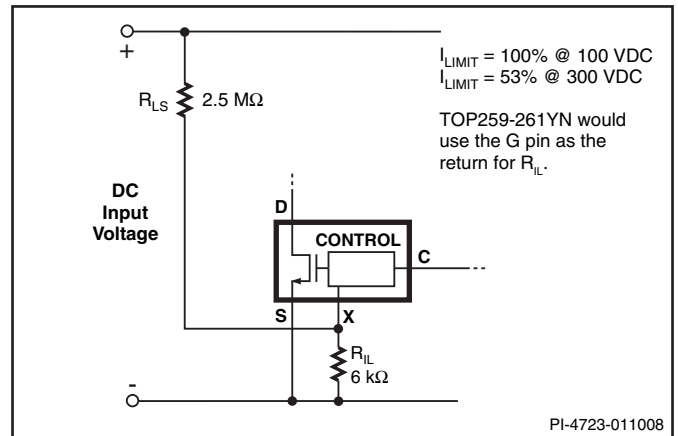 +
I_LIMIT = 100% @ 100 VDC
I_LIMIT = 53% @ 300 VDC
TOP259-261YN would
use the G pin as the
return for R_IL.
R_LS 2.5 MΩ
DC
Input
Voltage
D
CONTROL
C
S
X
R_IL
6 kΩ
-
PI-4723-011008